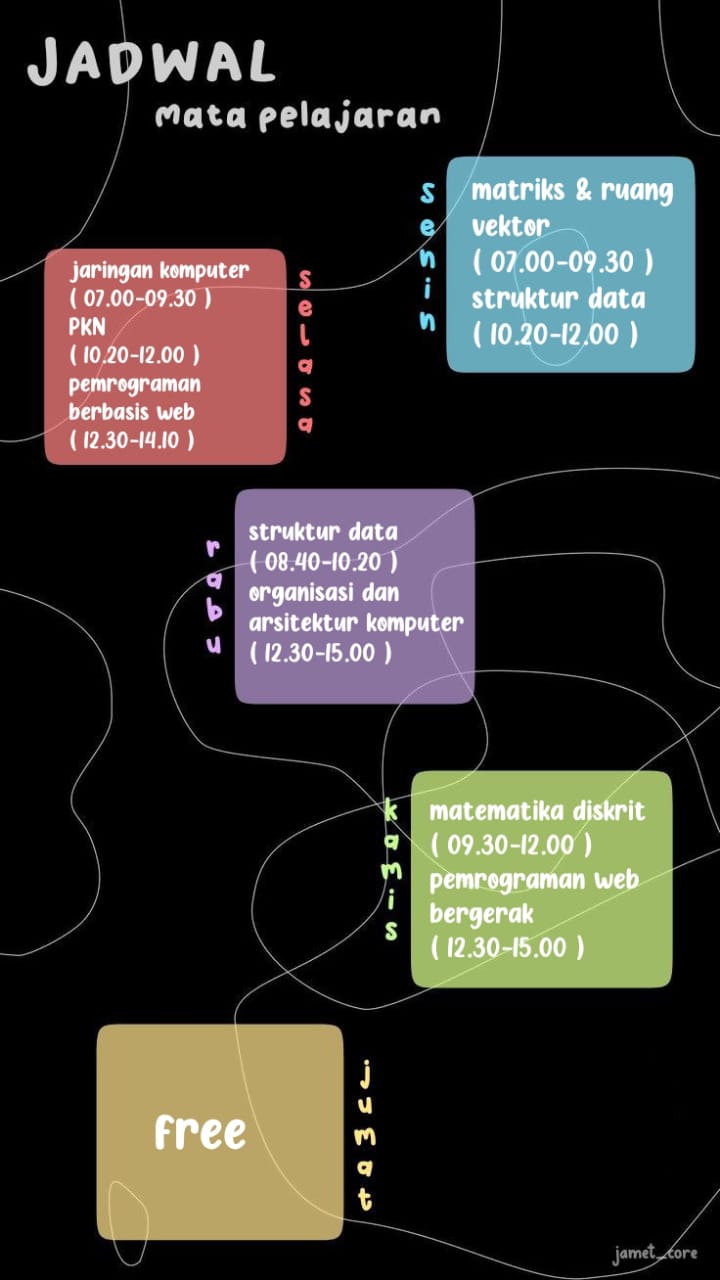 JADWAL
mata pelajaran
senin
matriks & ruang
vektor
( 07.00-09.30 )
struktur data
( 10.20-12.00 )
selasa
jaringan komputer
( 07.00-09.30 )
PKN
( 10.20-12.00 )
pemrograman
berbasis web
( 12.30-14.10 )
rabu
struktur data
( 08.40-10.20 )
organisasi dan
arsitektur komputer
( 12.30-15.00 )
kamis
matematika diskrit
( 09.30-12.00 )
pemrograman web
bergerak
( 12.30-15.00 )
jumat
free
jamet_core